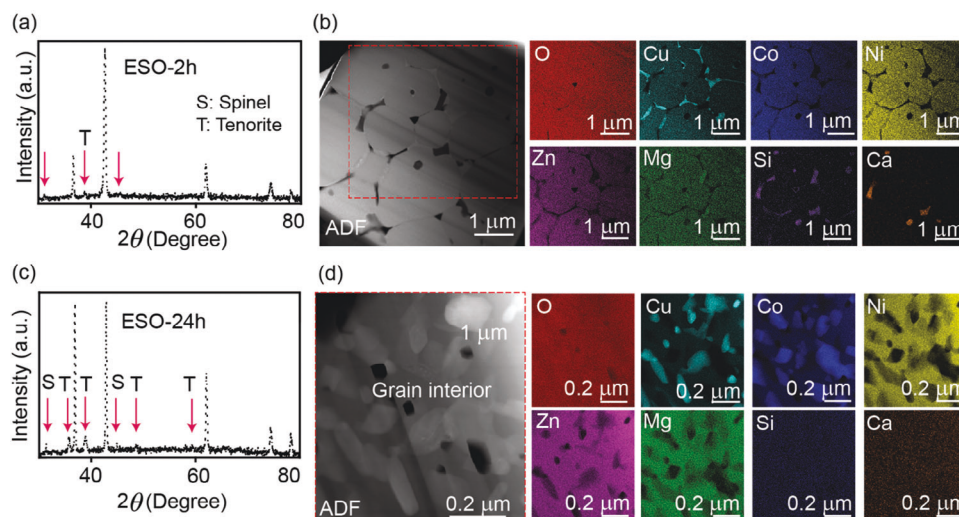 (a)
Intensity (a.u.)
ESO-2h
S: Spinel
T: Tenorite
T
40 60 80
2θ (Degree)
(b)
ADF
1 μm
O Cu Co Ni
1 μm 1 μm 1 μm 1 μm
Zn Mg Si Ca
1 μm 1 μm 1 μm 1 μm
(c)
Intensity (a.u.)
ESO-24h
S T T S T T
40 60 80
2θ (Degree)
(d)
1 μm
Grain interior
ADF
0.2 μm
O Cu Co Ni
0.2 μm 0.2 μm 0.2 μm 0.2 μm
Zn Mg Si Ca
0.2 μm 0.2 μm 0.2 μm 0.2 μm